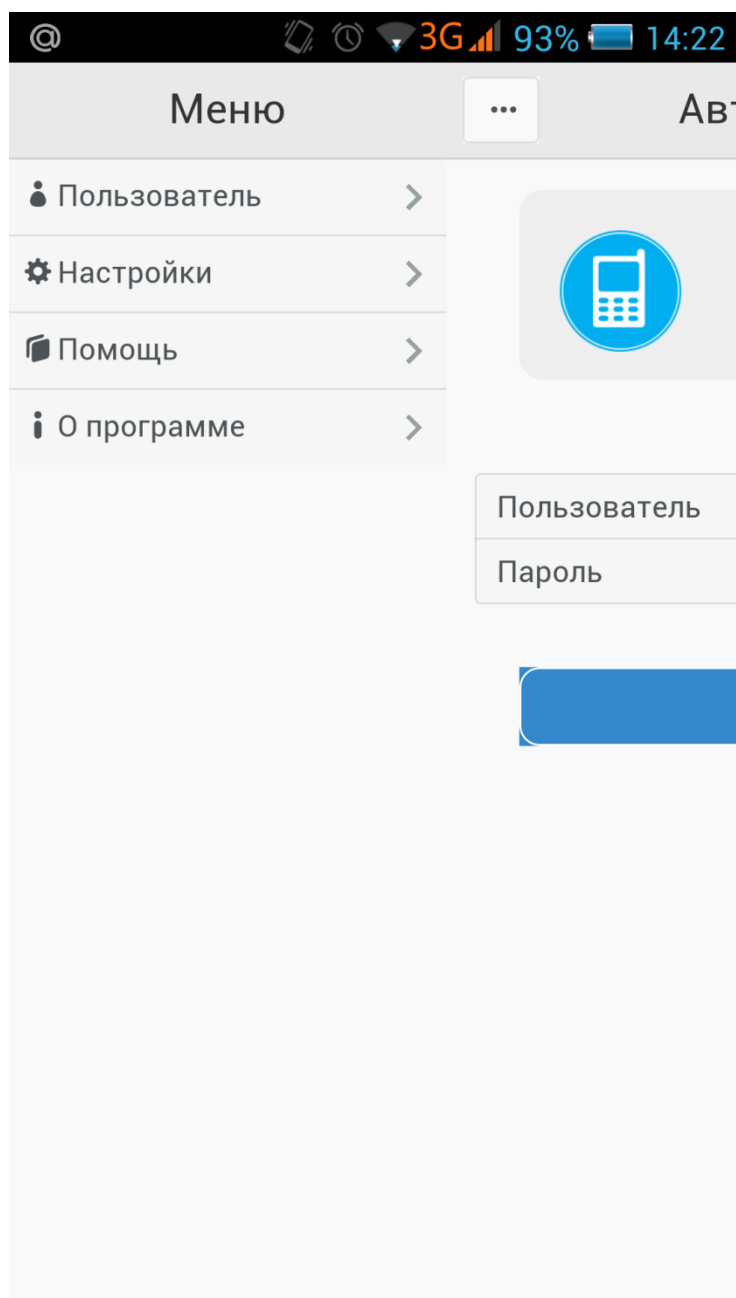 @ 3G 93% 14:22
Меню
... Авт
Пользователь
Настройки
Помощь
О программе
Пользователь
Пароль